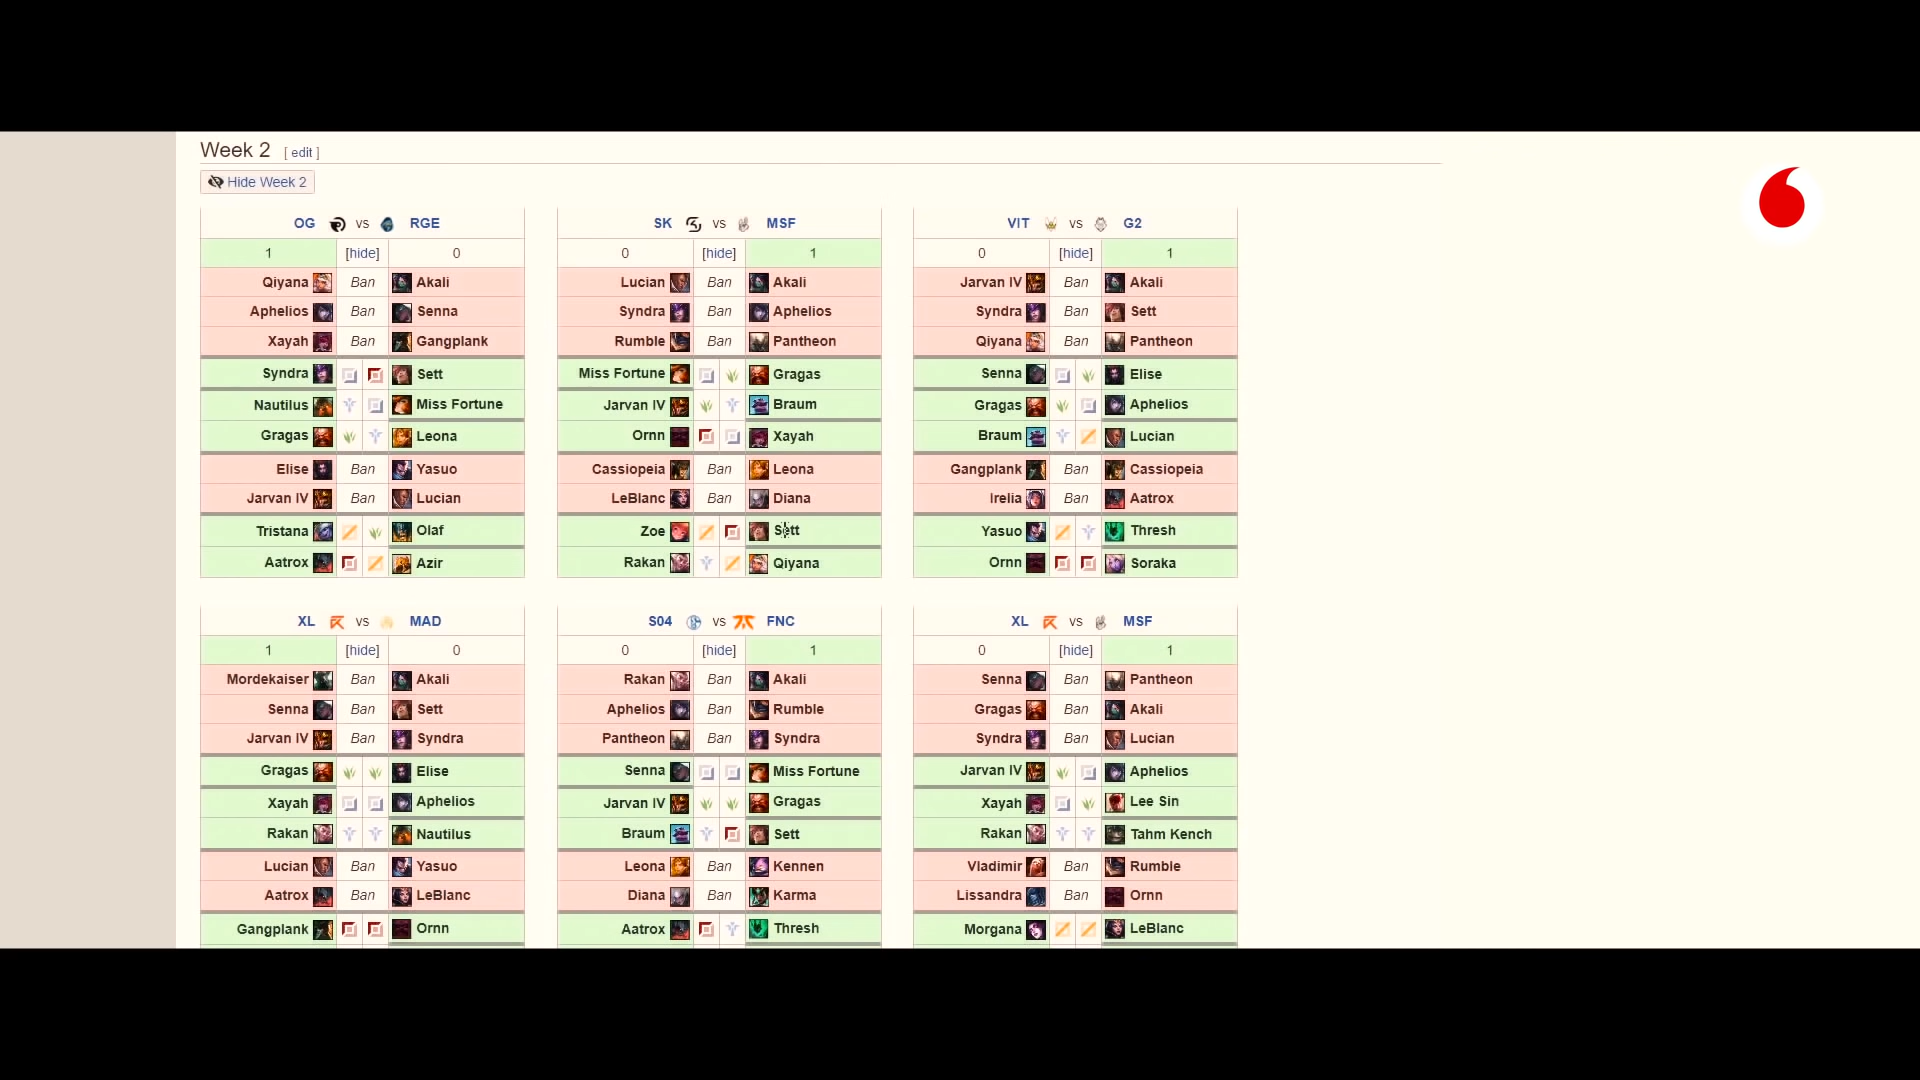 Week 2 [ edit ]
Hide Week 2
OG vs RGE
1 [hide] 0
Qiyana Ban Akali
Aphelios Ban Senna
Xayah Ban Gangplank
Syndra Sett
Nautilus Miss Fortune
Gragas Leona
Elise Ban Yasuo
Jarvan IV Ban Lucian
Tristana Olaf
Aatrox Azir
SK vs MSF
0 [hide] 1
Lucian Ban Akali
Syndra Ban Aphelios
Rumble Ban Pantheon
Miss Fortune Gragas
Jarvan IV Braum
Ornn Xayah
Cassiopeia Ban Leona
LeBlanc Ban Diana
Zoe Sett
Rakan Qiyana
VIT vs G2
0 [hide] 1
Jarvan IV Ban Akali
Syndra Ban Sett
Qiyana Ban Pantheon
Senna Elise
Gragas Aphelios
Braum Lucian
Gangplank Ban Cassiopeia
Irelia Ban Aatrox
Yasuo Thresh
Ornn Soraka
XL vs MAD
1 [hide] 0
Mordekaiser Ban Akali
Senna Ban Sett
Jarvan IV Ban Syndra
Gragas Elise
Xayah Aphelios
Rakan Nautilus
Lucian Ban Yasuo
Aatrox Ban LeBlanc
Gangplank Ornn
S04 vs FNC
0 [hide] 1
Rakan Ban Akali
Aphelios Ban Rumble
Pantheon Ban Syndra
Senna Miss Fortune
Jarvan IV Gragas
Braum Sett
Leona Ban Kennen
Diana Ban Karma
Aatrox Thresh
XL vs MSF
0 [hide] 1
Senna Ban Pantheon
Gragas Ban Akali
Syndra Ban Lucian
Jarvan IV Aphelios
Xayah Lee Sin
Rakan Tahm Kench
Vladimir Ban Rumble
Lissandra Ban Ornn
Morgana LeBlanc